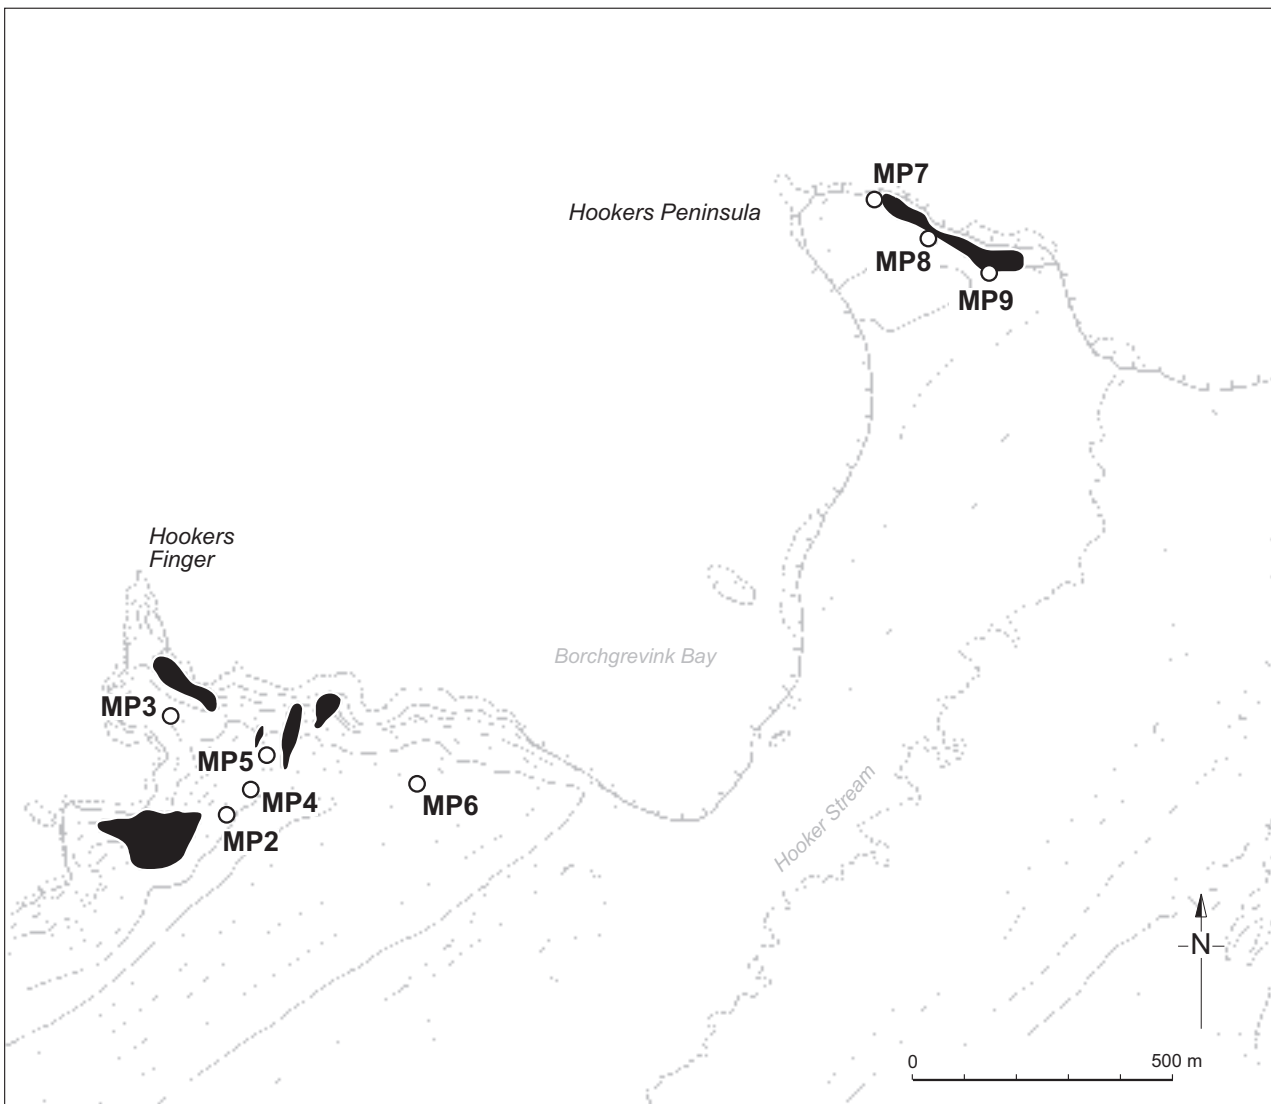 MP7
Hookers Peninsula
MP8
MP9
Hookers
Finger
Borchgrevink Bay
MP3
MP5
MP4
MP6
MP2
Hooker Stream
N
0 500 m